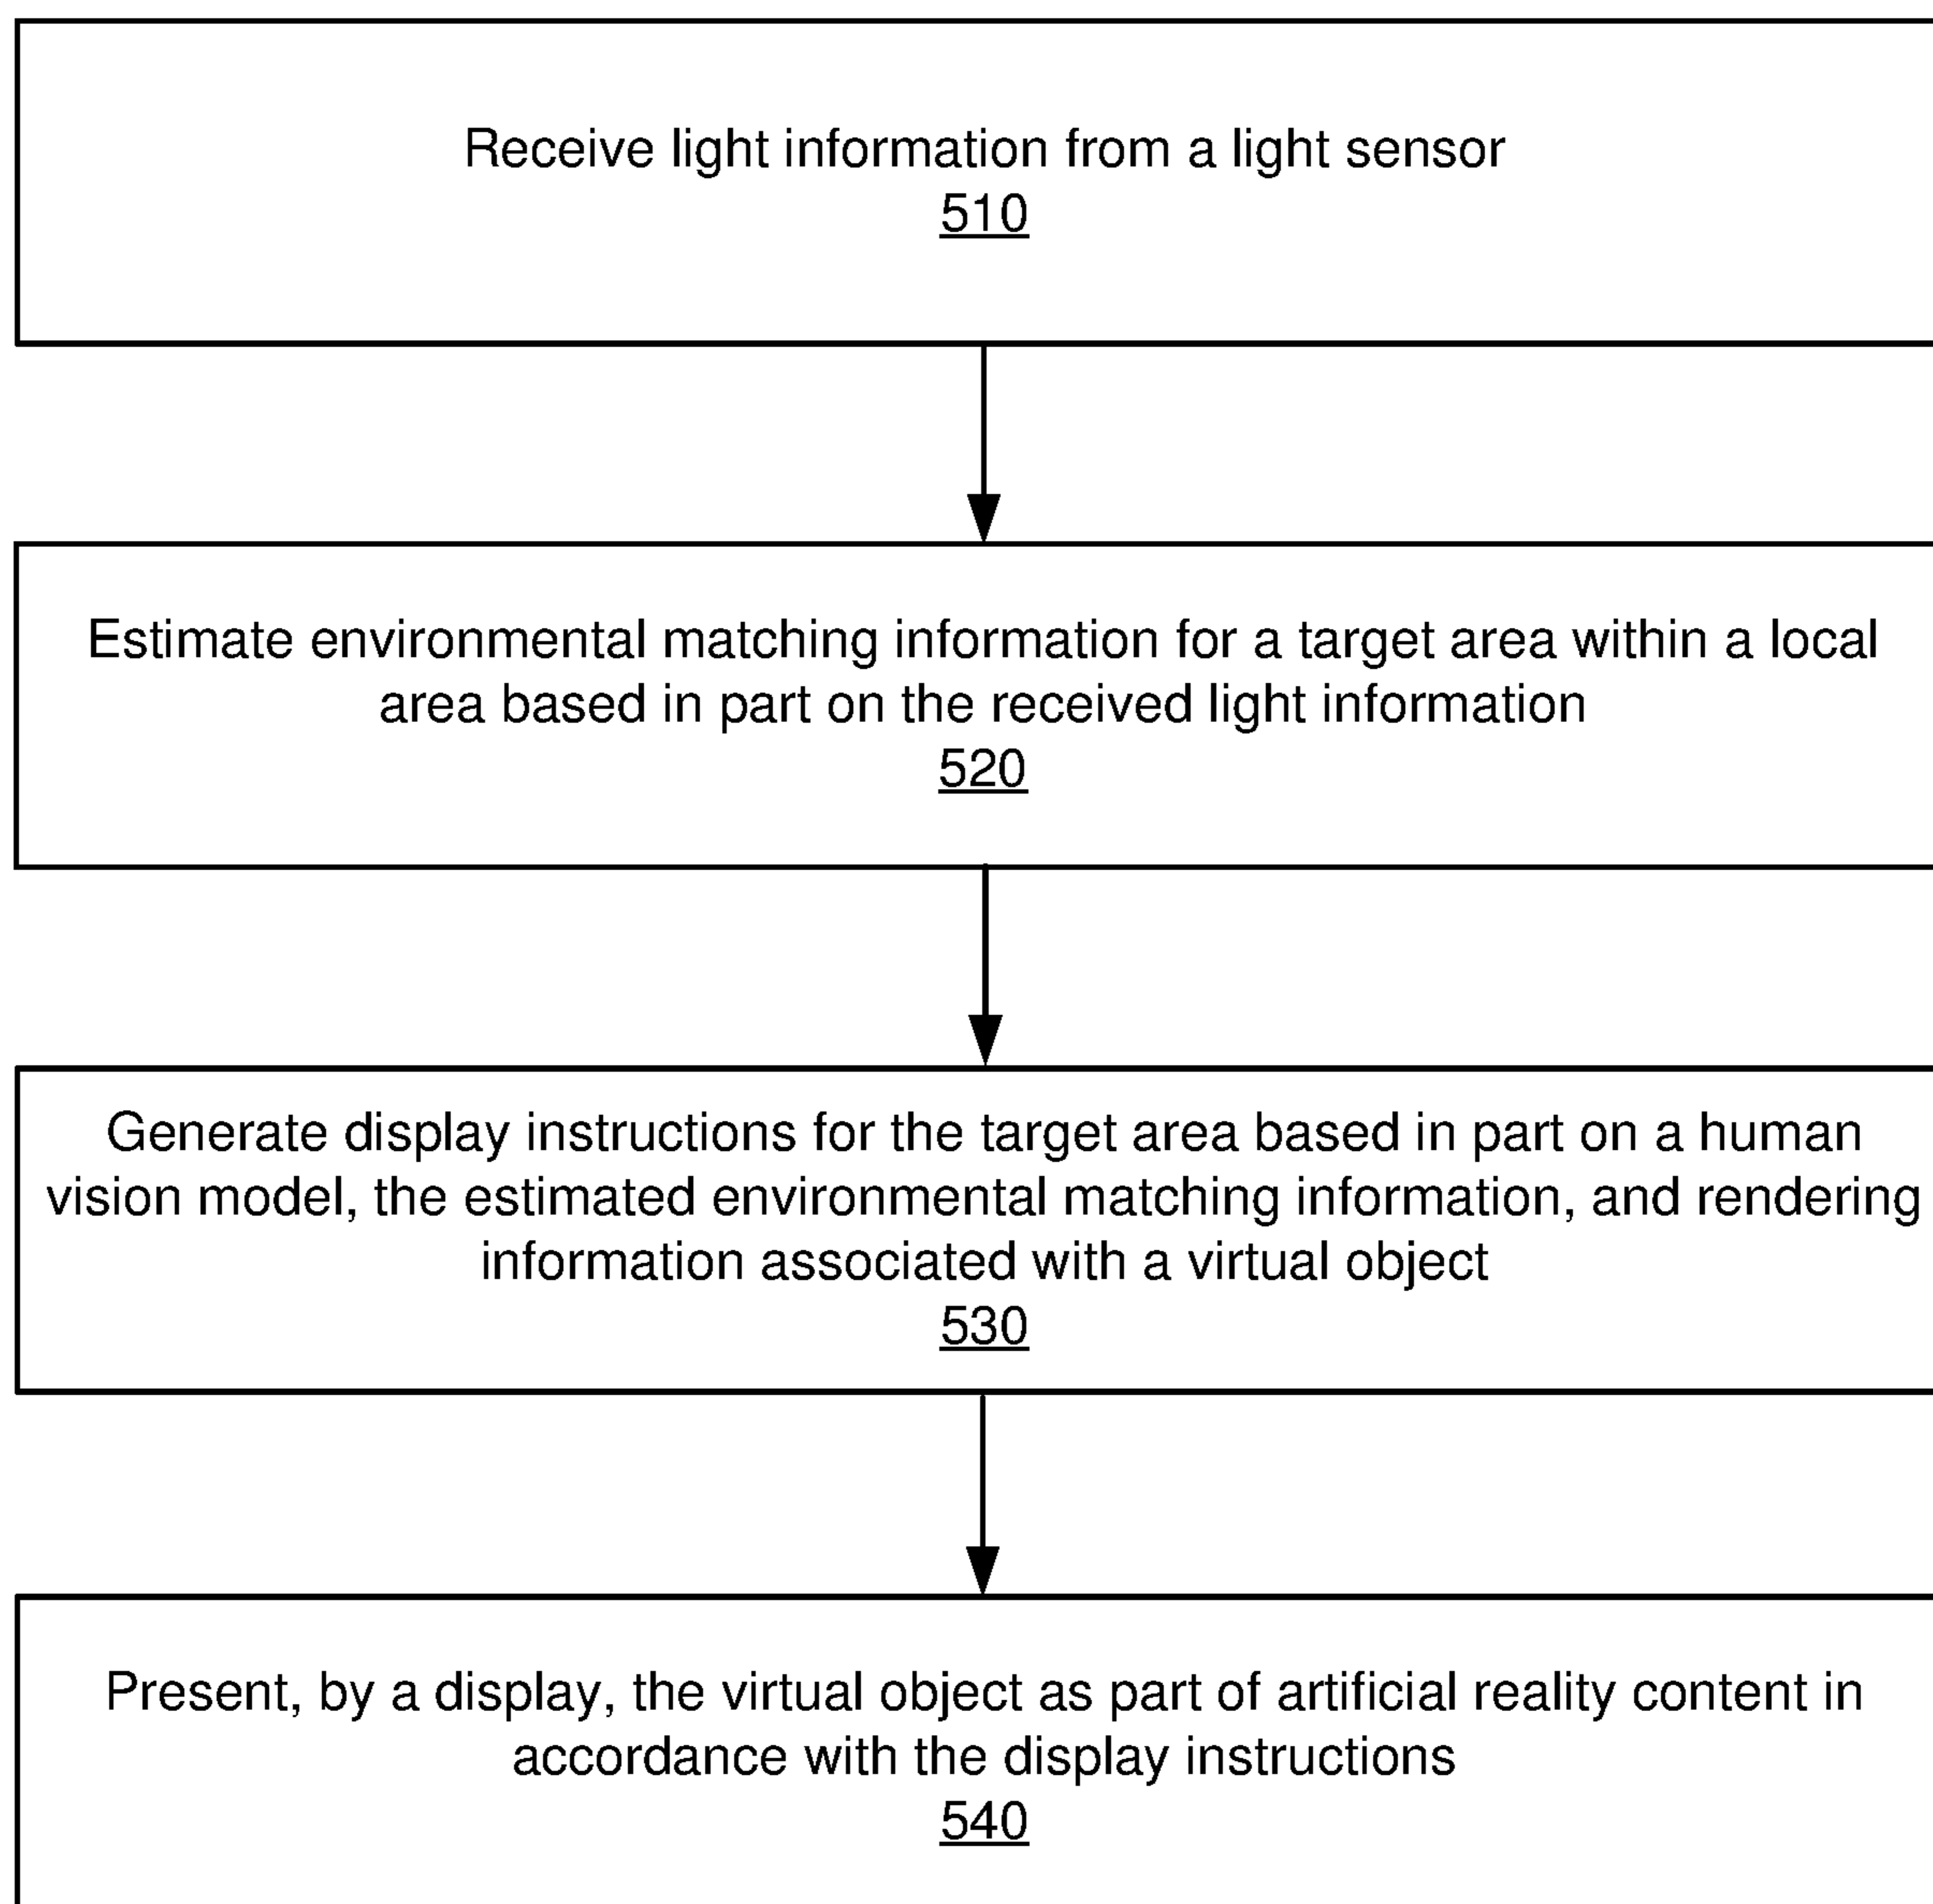 Receive light information from a light sensor
510
Estimate environmental matching information for a target area within a local
area based in part on the received light information
520
Generate display instructions for the target area based in part on a human
vision model, the estimated environmental matching information, and rendering
information associated with a virtual object
530
Present, by a display, the virtual object as part of artificial reality content in
accordance with the display instructions
540